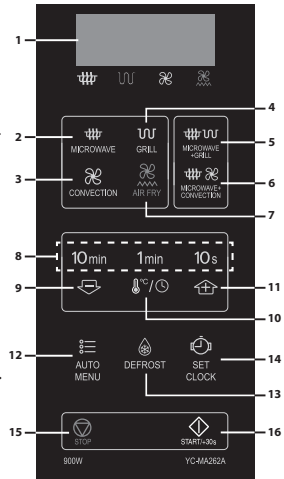 1
4
2
MICROWAVE
GRILL
MICROWAVE
+GRILL
5
3
CONVECTION
AIR FRY
MICROWAVE+
CONVECTION
6
7
8
10min 1min 10s
9
°C/
11
10
12
AUTO
MENU
DEFROST
SET
CLOCK
14
13
15
STOP
START/+30s
16
900W YC-MA262A